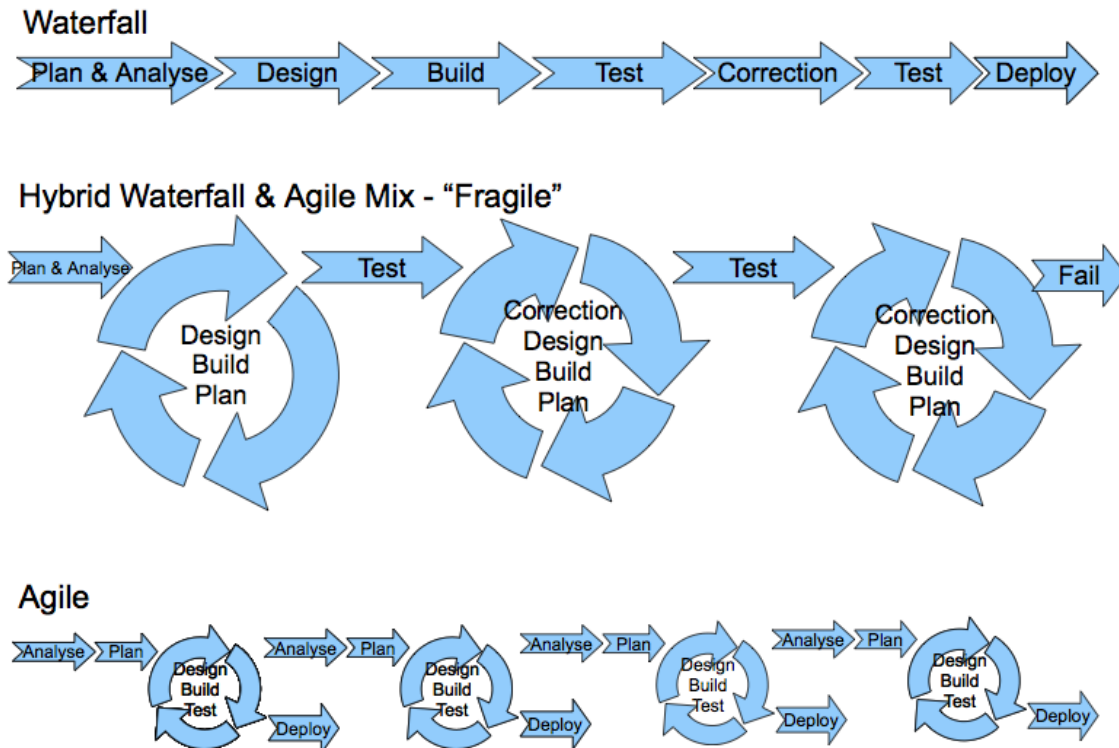 Waterfall
Plan & Analyse Design Build Test Correction Test Deploy
Hybrid Waterfall & Agile Mix - “Fragile”
Plan & Analyse Test Test Fail
Design
Build
Plan
Correction
Design
Build
Plan
Correction
Design
Build
Plan
Agile
Analyse Plan Analyse Plan Analyse Plan Analyse Plan
Design
Build
Test
Deploy
Design
Build
Test
Deploy
Design
Build
Test
Deploy
Design
Build
Test
Deploy